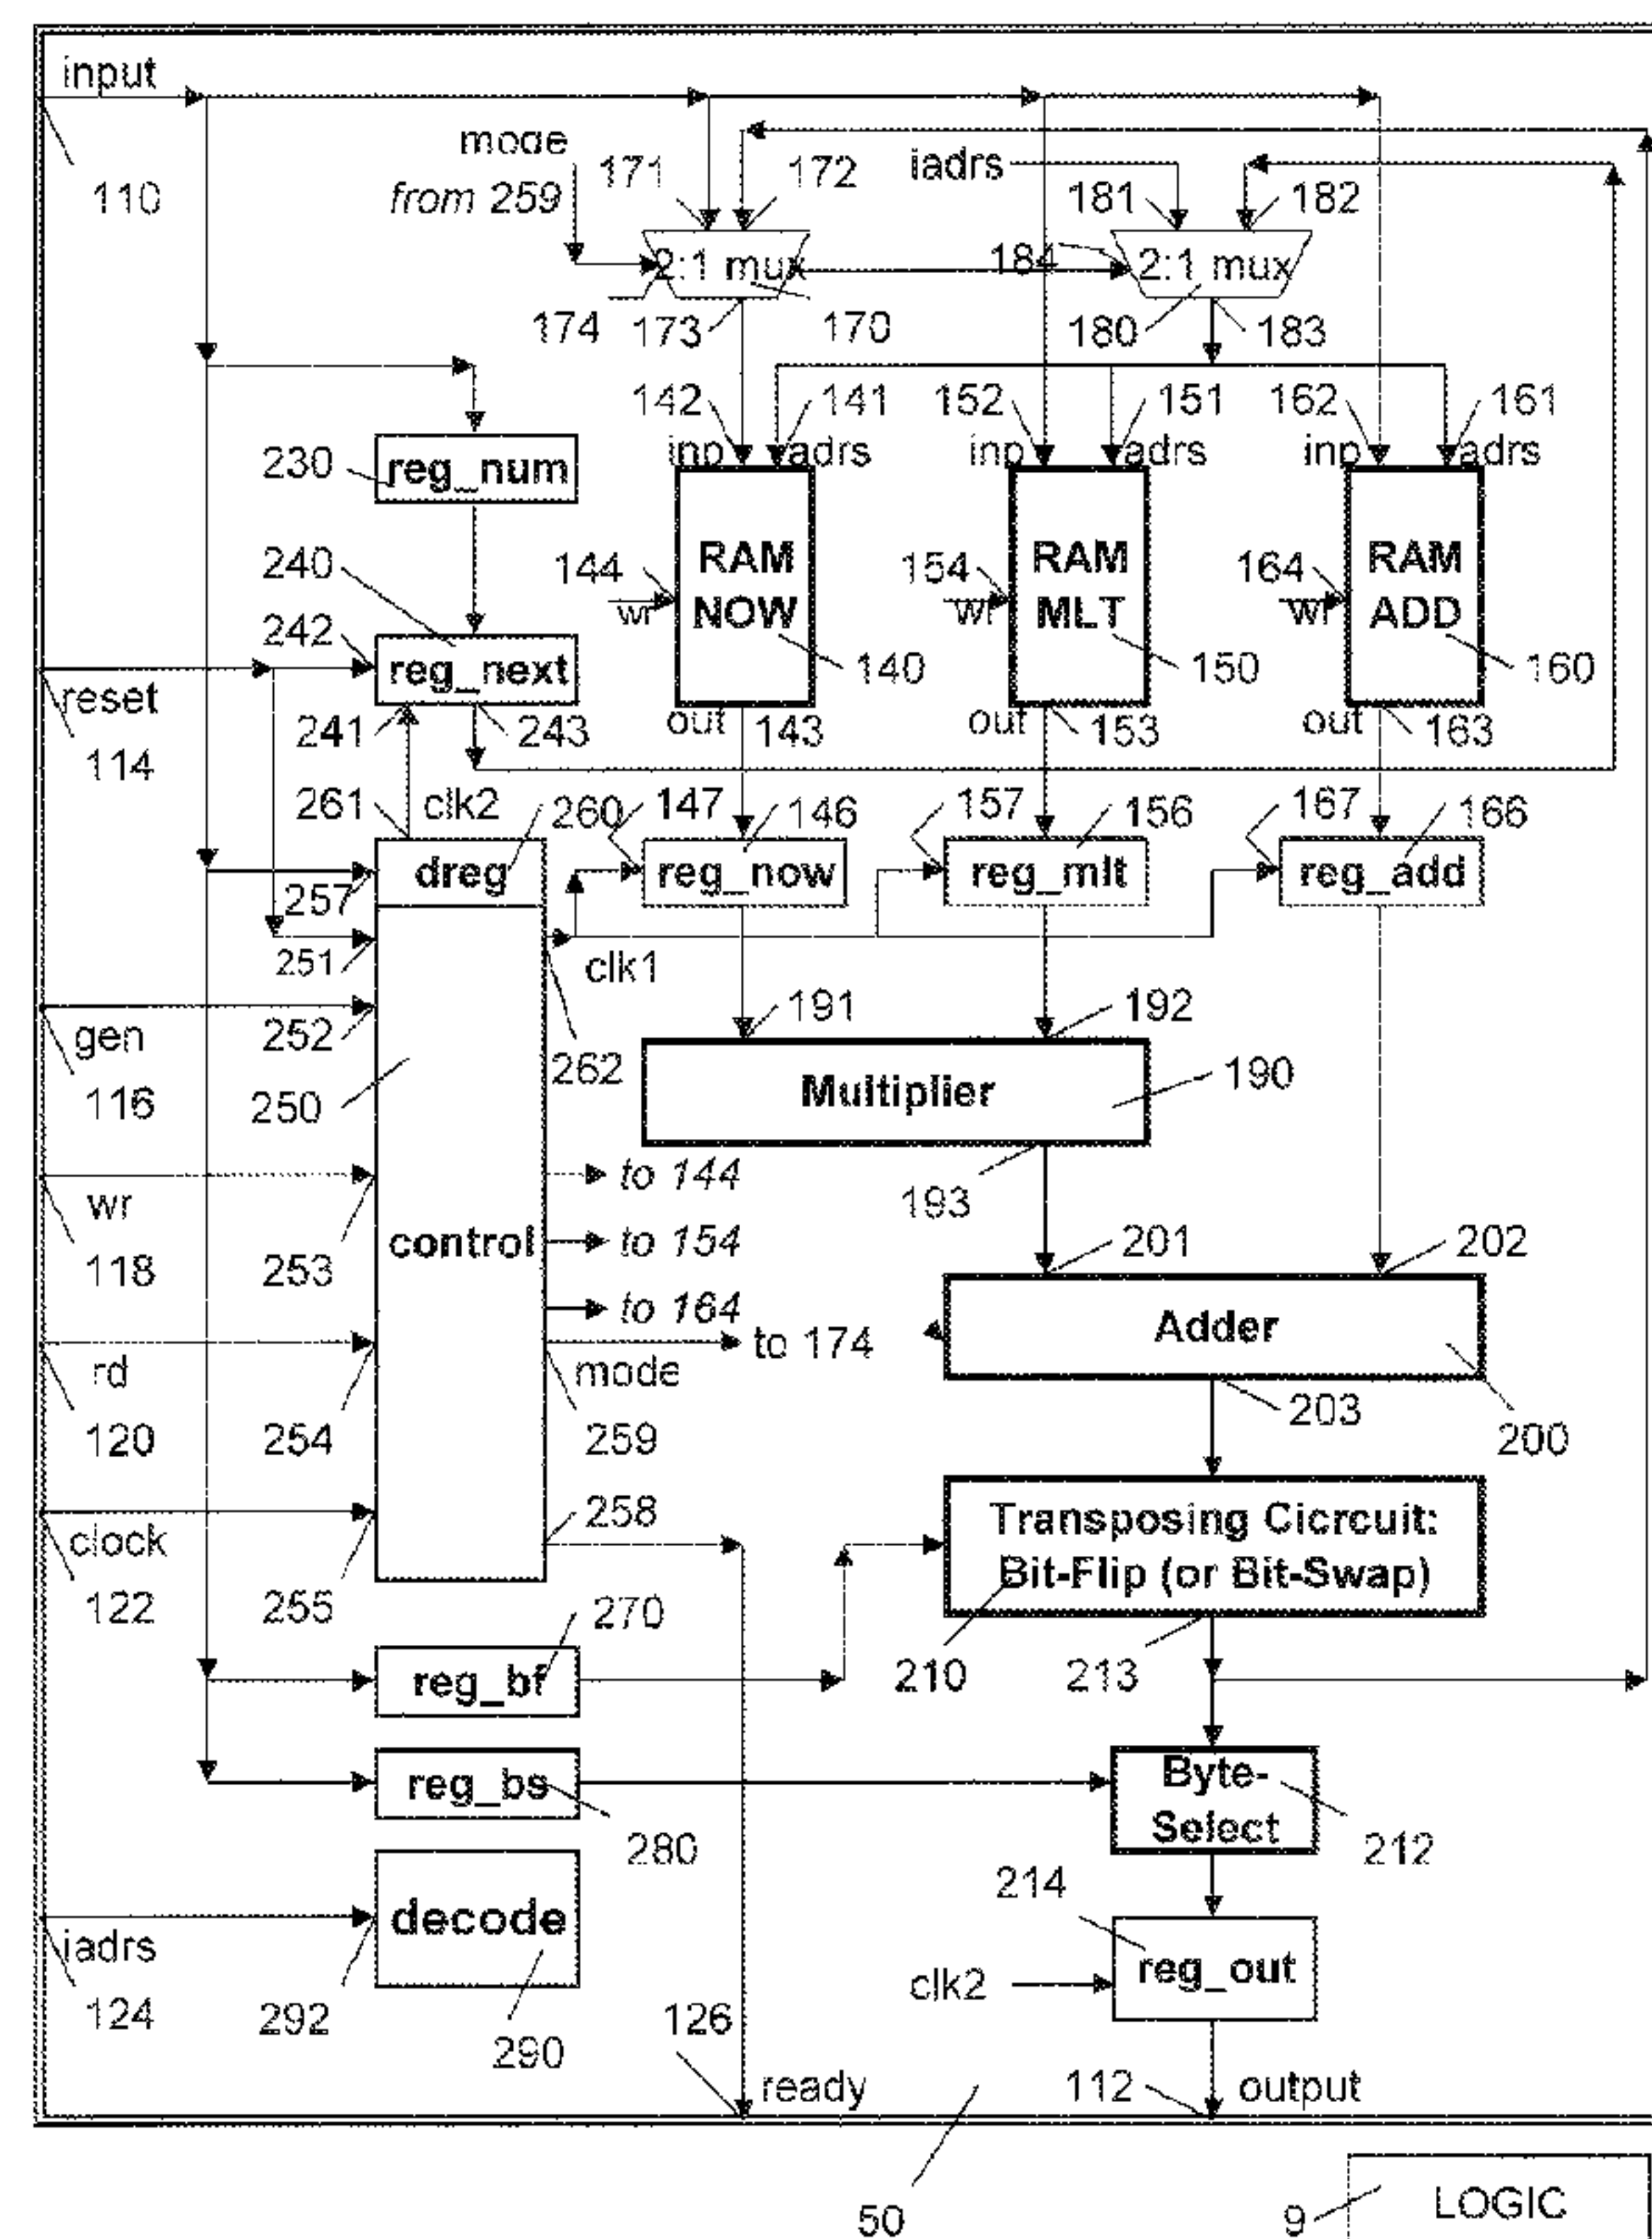 input
mode
iadrs
110
from 259
171
172
181
182
2:1 mux
184
2:1 mux
174
173
170
180
183
142
141
152
151
162
161
inp
adrs
inp
adrs
inp
adrs
230
reg_num
RAM
NOW
RAM
MLT
RAM
ADD
240
144
154
164
wr
wr
wr
242
reg_next
140
150
160
reset
241
243
out
143
out
153
out
163
114
261
clk2
260
147
146
157
156
167
166
dreg
reg_now
reg_mlt
reg_add
257
251
clk1
191
192
gen
252
262
116
250
Multiplier
190
to 144
193
wr
118
253
control
to 154
201
202
to 164
Adder
to 174
rd
mode
203
120
254
259
200
258
Transposing Cicrcuit:
Bit-Flip (or Bit-Swap)
clock
122
255
270
reg_bf
210
213
reg_bs
Byte-
Select
280
212
214
decode
iadrs
reg_out
clk2
124
292
290
126
ready
112
output
50
9
LOGIC